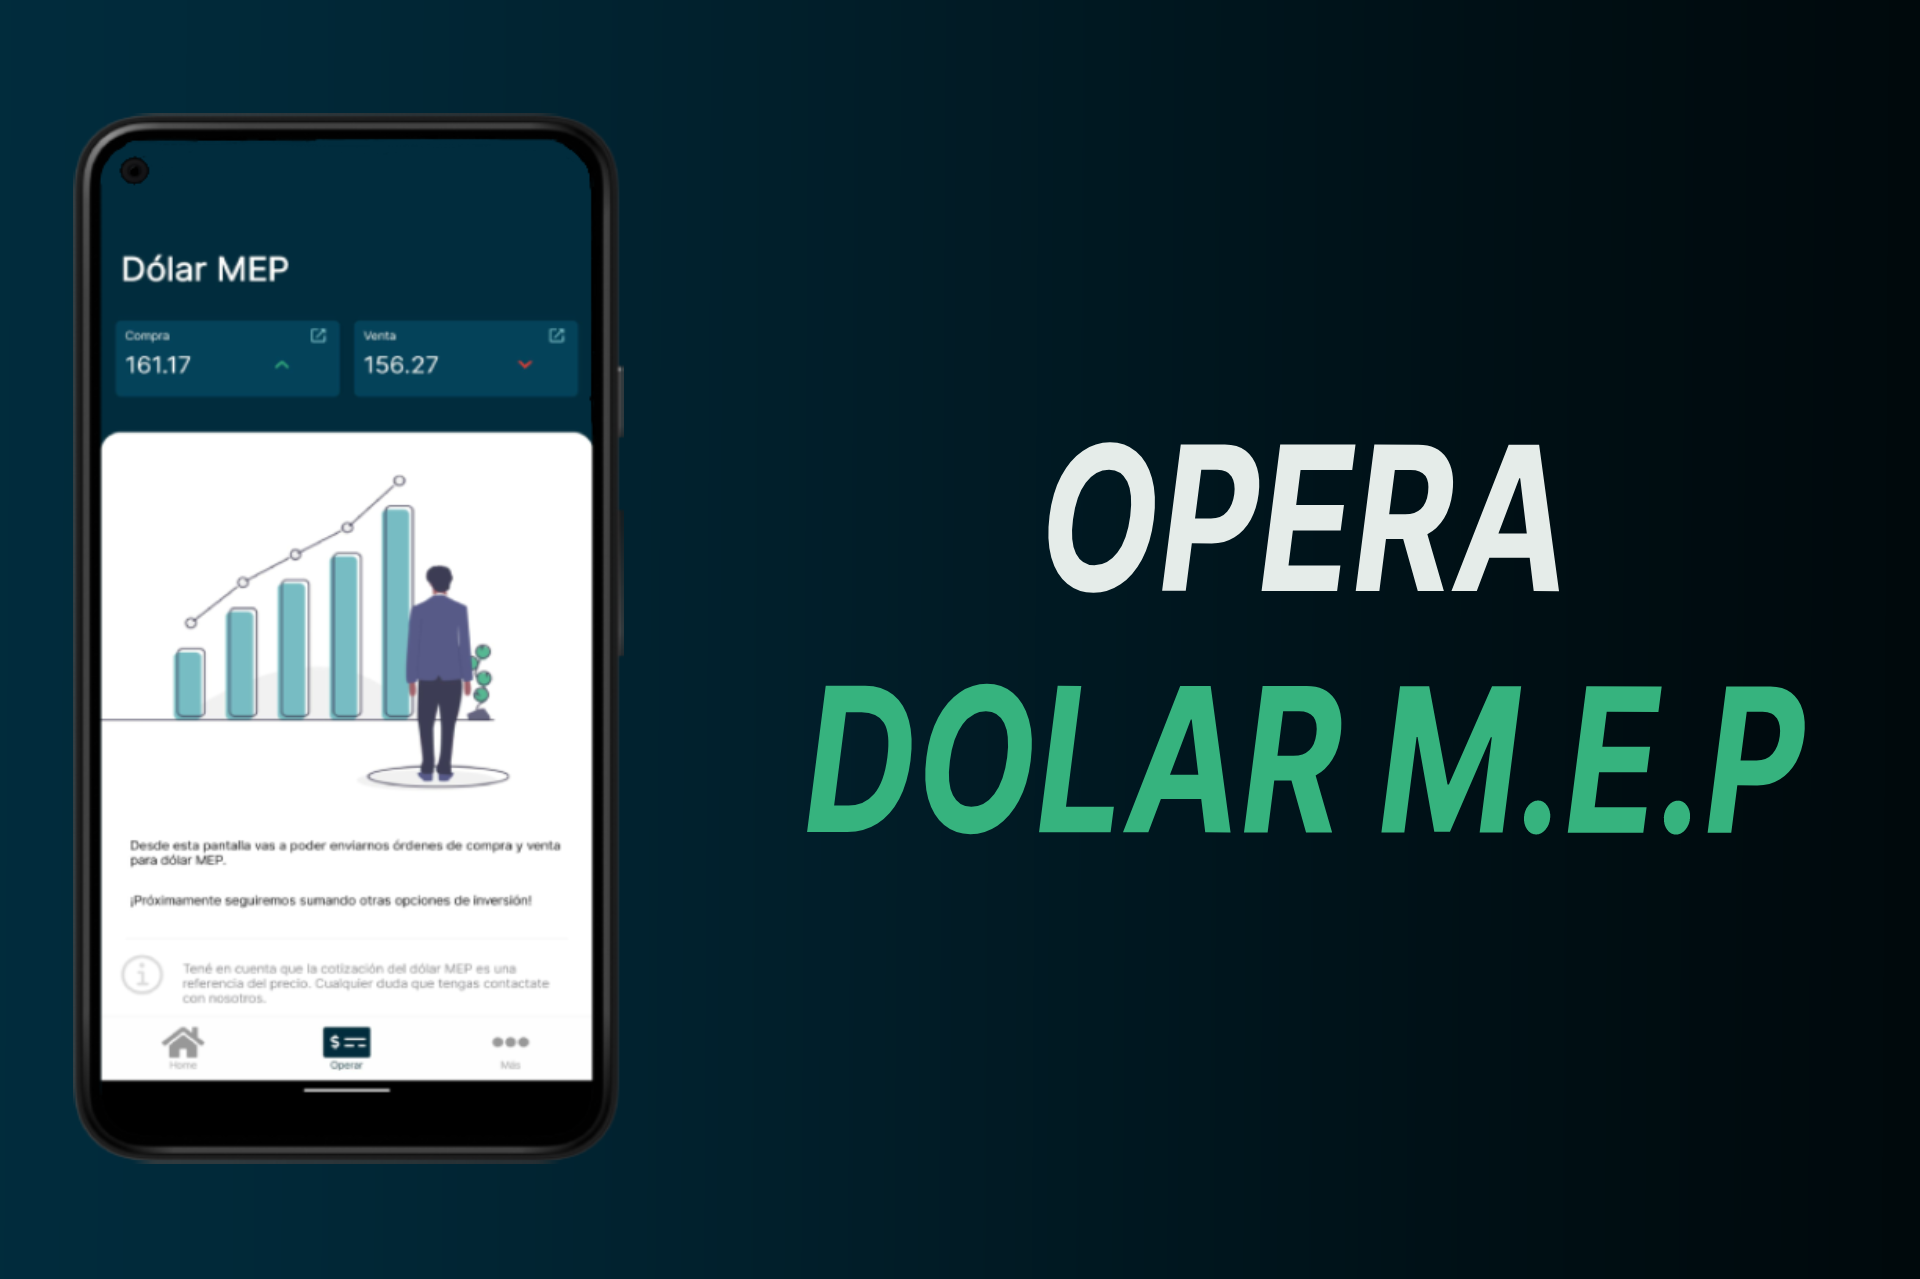 Dólar MEP
Compra
161.17
Venta
156.27
Desde esta pantalla vas a poder enviarnos órdenes de compra y venta
para dólar MEP.
¡Próximamente seguiremos sumando otras opciones de inversión!
Tené en cuenta que la cotización del dólar MEP es una
referencia del precio. Cualquier duda que tengas contactate
con nosotros.
$
Home
Operar
Más
OPERA
DOLAR M.E.P